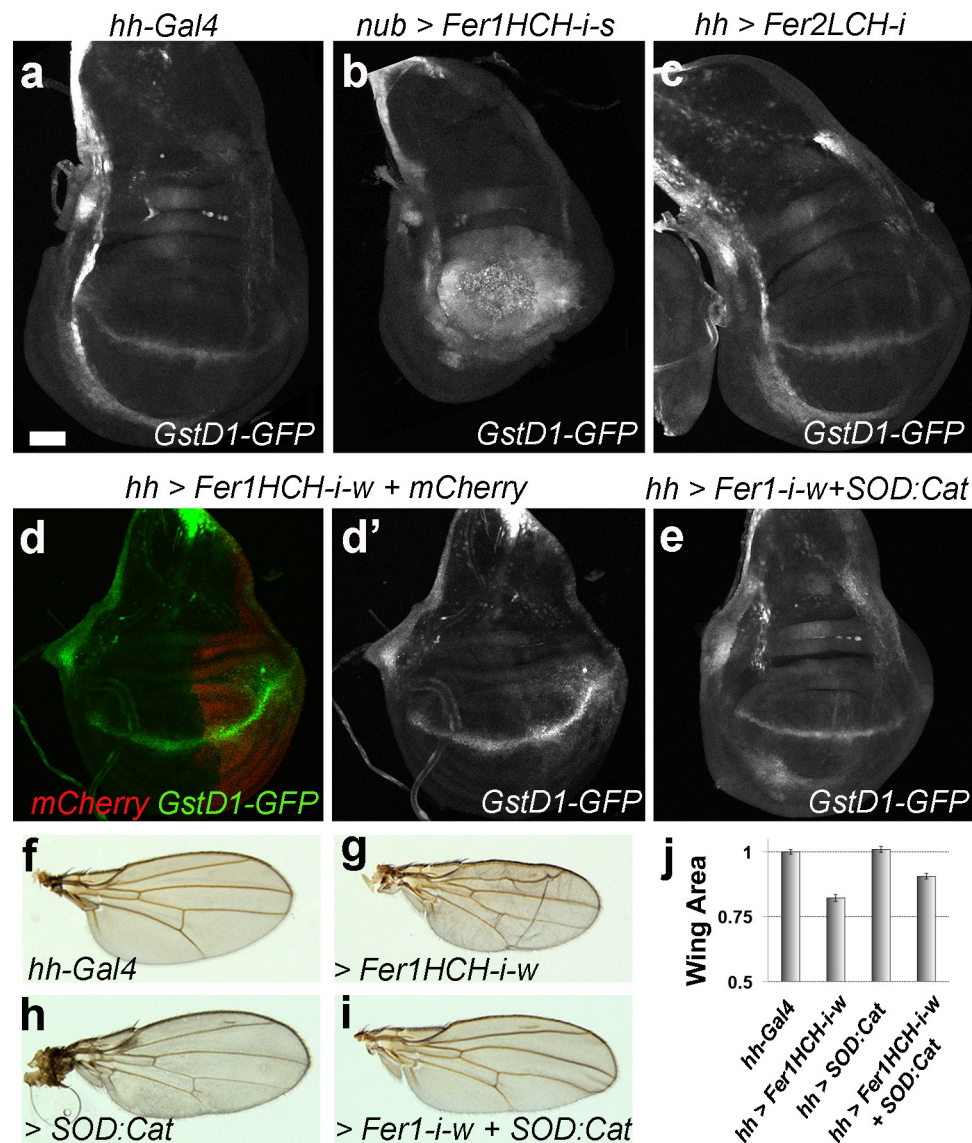 hh-Gal4 nub > Fer1HCH-i-s hh > Fer2LCH-i
a b c
GstD1-GFP GstD1-GFP GstD1-GFP
hh > Fer1HCH-i-w + mCherry hh > Fer1-i-w+SOD:Cat
d d' e
mCherry GstD1-GFP GstD1-GFP GstD1-GFP
f g j
hh-Gal4 > Fer1HCH-i-w
h i
> SOD:Cat > Fer1-i-w + SOD:Cat
Wing Area
1
0.75
0.5
hh-Gal4
hh > Fer1HCH-i-w
hh > SOD:Cat
hh > Fer1HCH-i-w
+ SOD:Cat